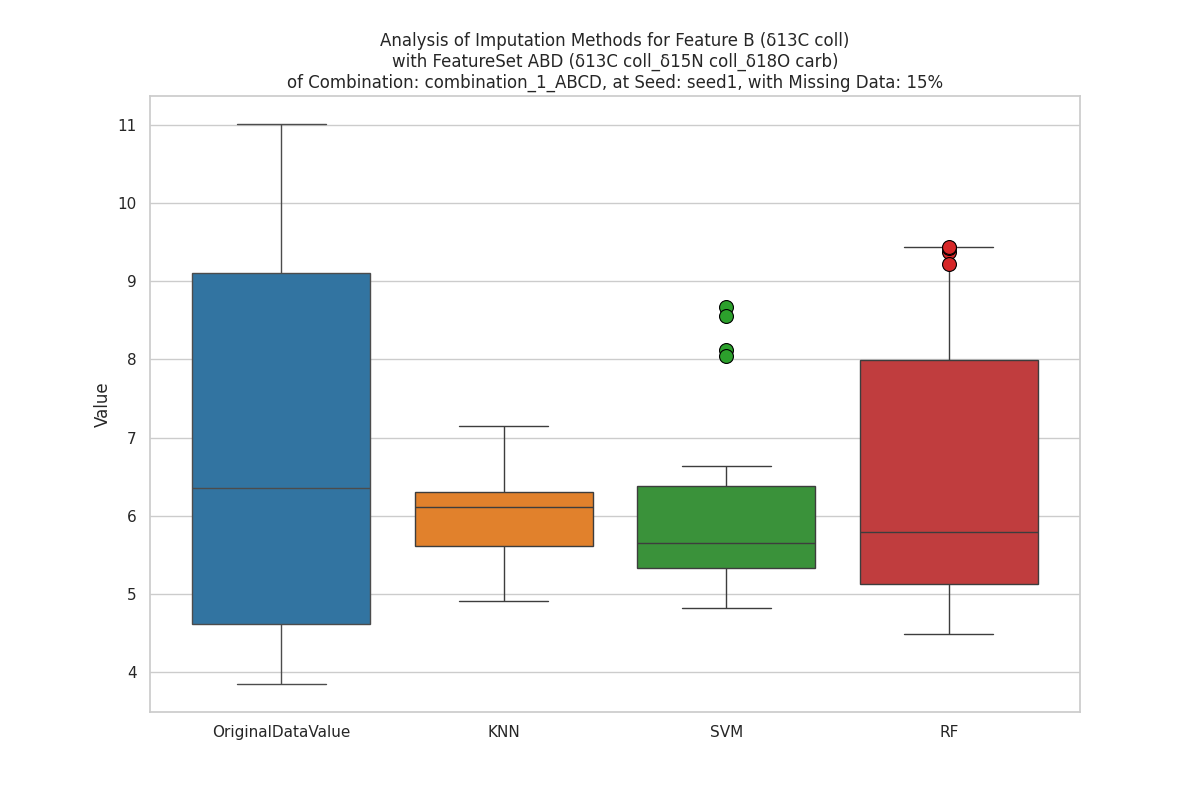 Analysis of Imputation Methods for Feature B (δ13C coll)
with FeatureSet ABD (δ13C coll_δ15N coll_δ18O carb)
of Combination: combination_1_ABCD, at Seed: seed1, with Missing Data: 15%
11
10
9
8
7
6
5
4
Value
OriginalDataValue
KNN
SVM
RF